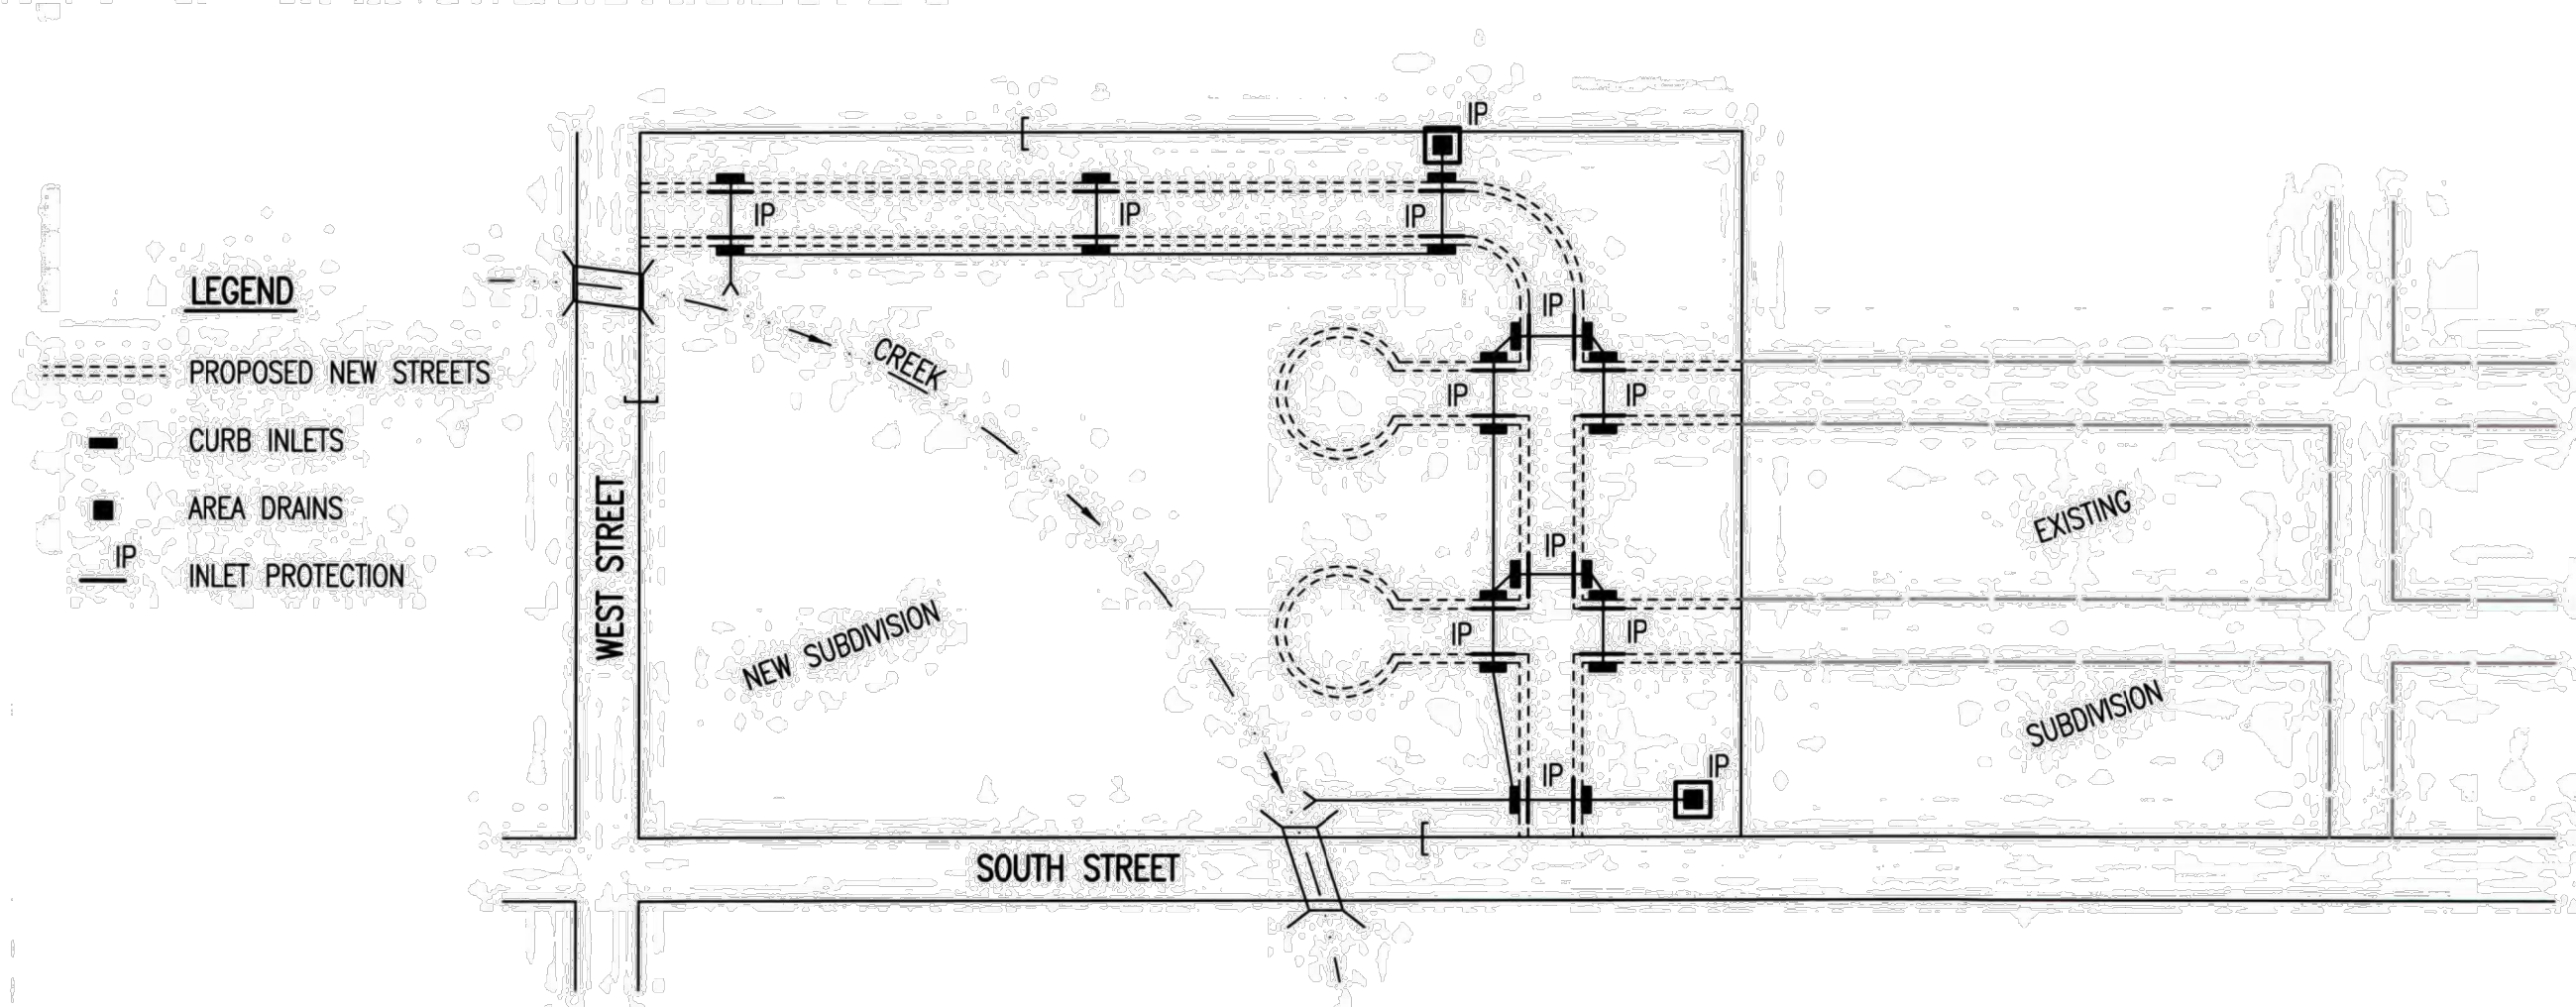 LEGEND
PROPOSED NEW STREETS
CURB INLETS
AREA DRAINS
IP
INLET PROTECTION
WEST STREET
IP
IP
IP
IP
CREEK
IP
IP
IP
NEW SUBDIVISION
IP
IP
IP
IP
IP
SOUTH STREET
EXISTING
SUBDIVISION